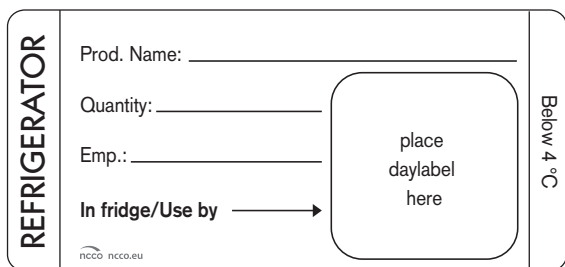 REFRIGERATOR
Prod. Name:
Quantity:
Emp.:
In fridge/Use by
place
daylabel
here
Below 4 °C
ncco ncco.eu